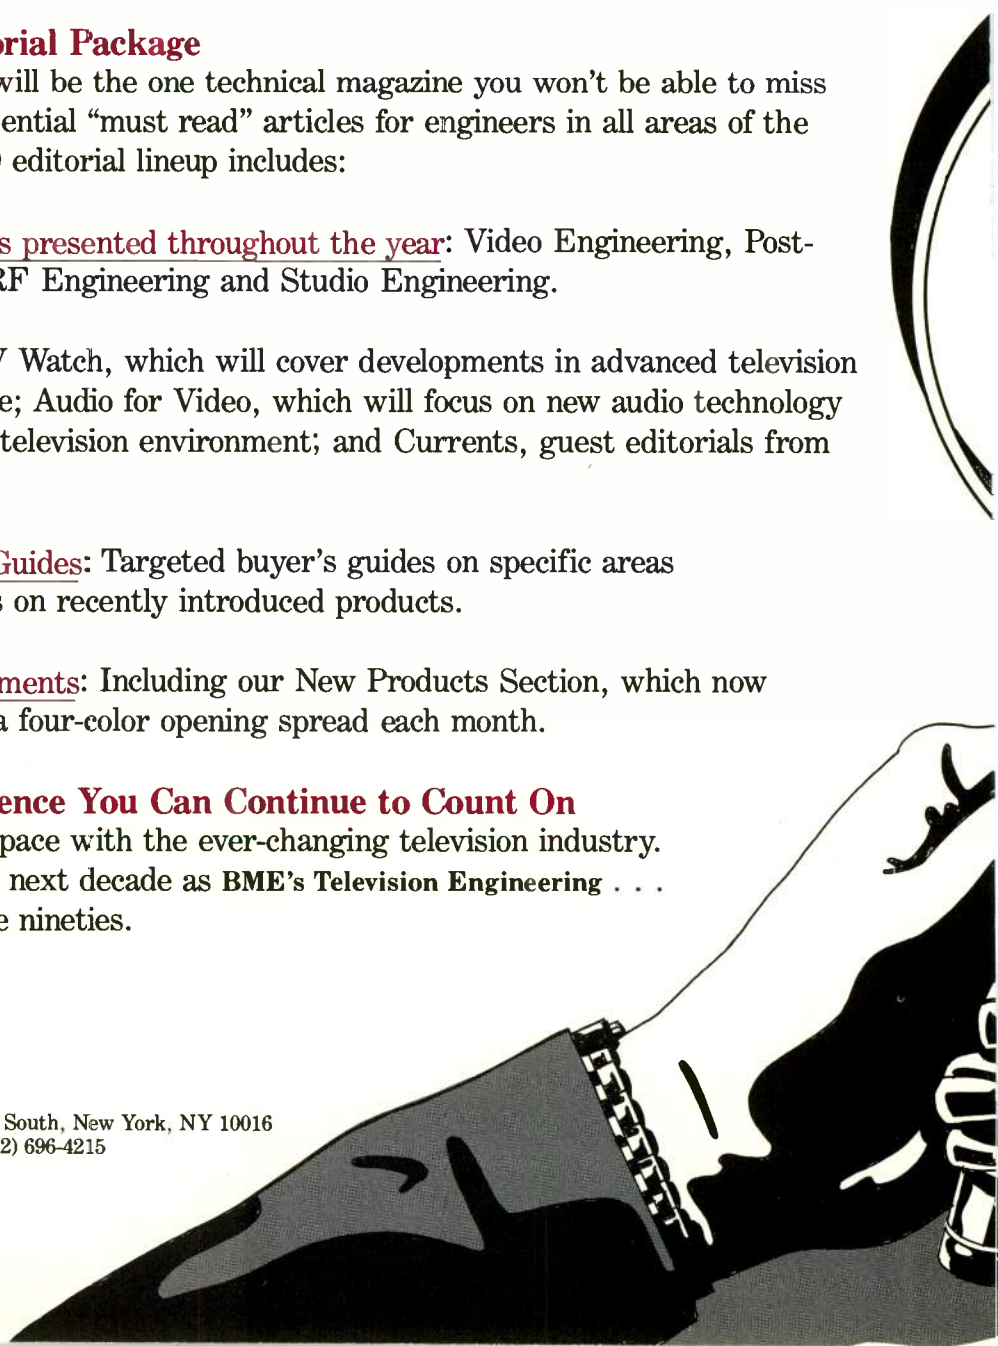 orial Package
will be the one technical magazine you won't be able to miss
ential “must read” articles for engineers in all areas of the
editorial lineup includes:
s presented throughout the year: Video Engineering, Post-
RF Engineering and Studio Engineering.
V Watch, which will cover developments in advanced television
e; Audio for Video, which will focus on new audio technology
television environment; and Currents, guest editorials from
Guides: Targeted buyer's guides on specific areas
s on recently introduced products.
ments: Including our New Products Section, which now
a four-color opening spread each month.
ence You Can Continue to Count On
pace with the ever-changing television industry.
next decade as BME's Television Engineering . . .
e nineties.
South, New York, NY 10016
2) 696-4215